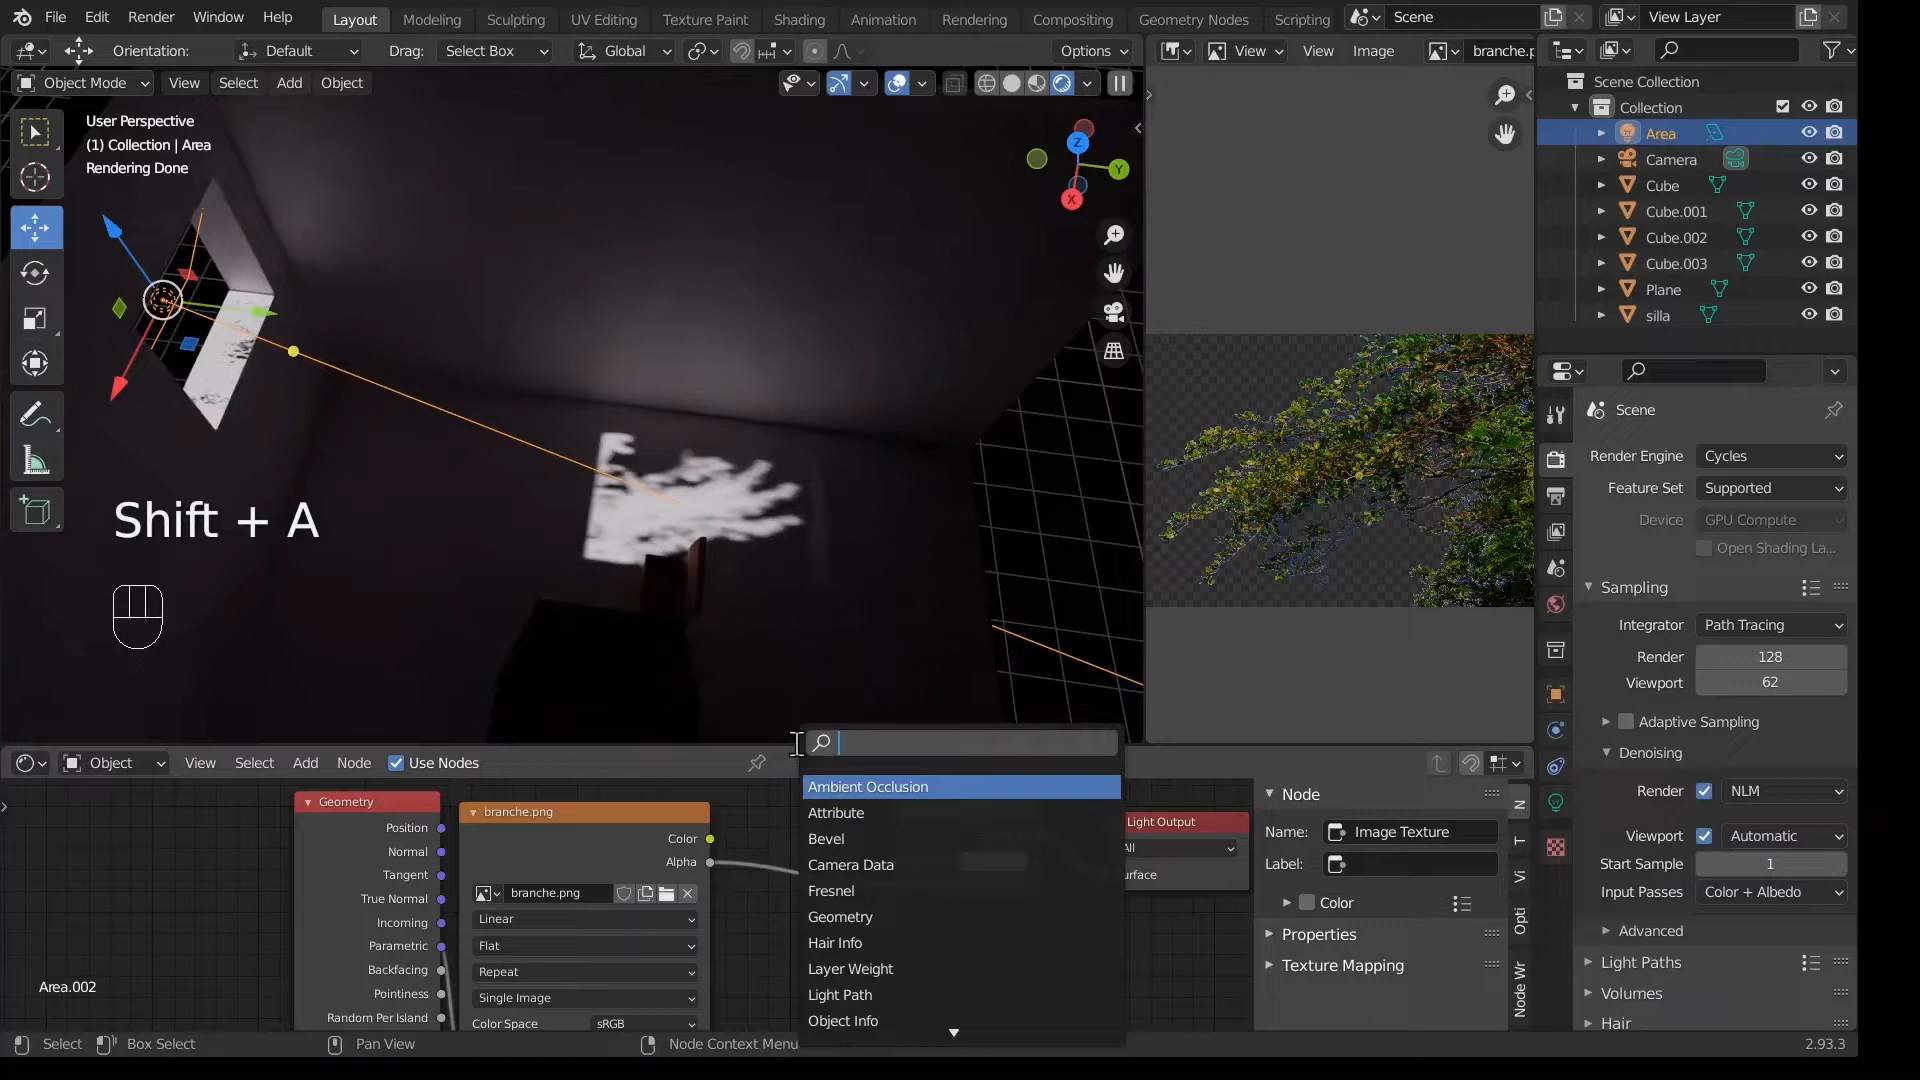 File Edit Render Window Help Layout Modeling Sculpting UV Editing Texture Paint Shading Animation Rendering Compositing Geometry Nodes Scripting Scene View Layer
Orientation: Default Drag: Select Box Global Options View View Image branche.p
Object Mode View Select Add Object
Scene Collection
Collection
Area
Camera
Cube
Cube.001
Cube.002
Cube.003
Plane
silla
User Perspective
(1) Collection | Area
Rendering Done
Z
Y
X
Shift + A
Scene
Render Engine Cycles
Feature Set Supported
Device GPU Compute
Open Shading La...
Sampling
Integrator Path Tracing
Render 128
Viewport 62
Adaptive Sampling
Denoising
Render NLM
Viewport Automatic
Start Sample 1
Input Passes Color + Albedo
Advanced
Light Paths
Volumes
Hair
Object View Select Add Node Use Nodes
Geometry
Position
Normal
Tangent
True Normal
Incoming
Parametric
Backfacing
Pointiness
Random Per Island
branche.png
Color
Alpha
branche.png
Linear
Flat
Repeat
Single Image
Color Space sRGB
Ambient Occlusion
Attribute
Bevel
Camera Data
Fresnel
Geometry
Hair Info
Layer Weight
Light Path
Object Info
Light Output
All
urface
Node
Name: Image Texture
Label:
Color
Properties
Texture Mapping
N
T
Vi
Opti
Node Wr
Area.002
Select Box Select Pan View Node Context Menu 2.93.3